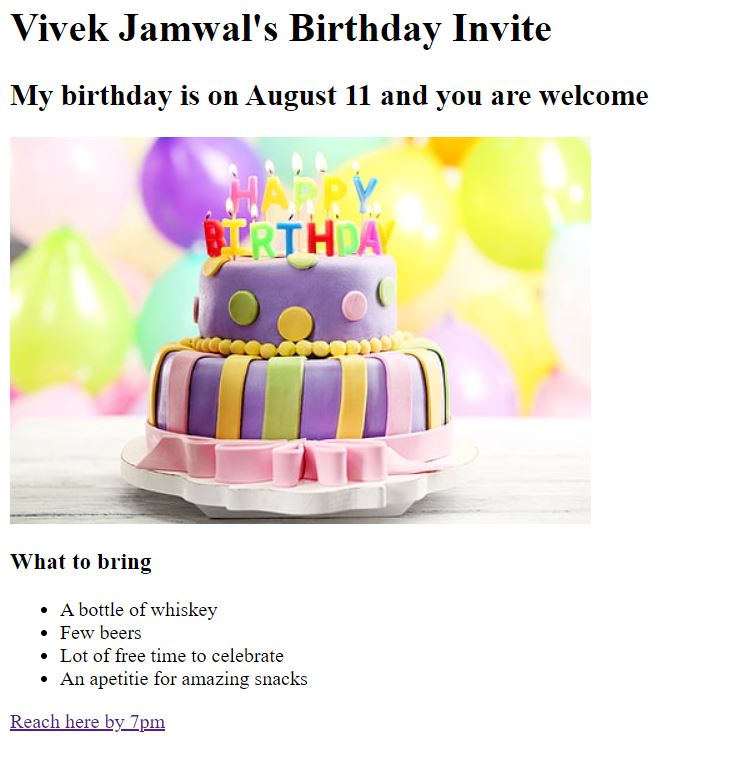 Vivek Jamwal's Birthday Invite
My birthday is on August 11 and you are welcome
HAPPY
BIRTHDAY
What to bring
A bottle of whiskey
Few beers
Lot of free time to celebrate
An apetitie for amazing snacks
Reach here by 7pm